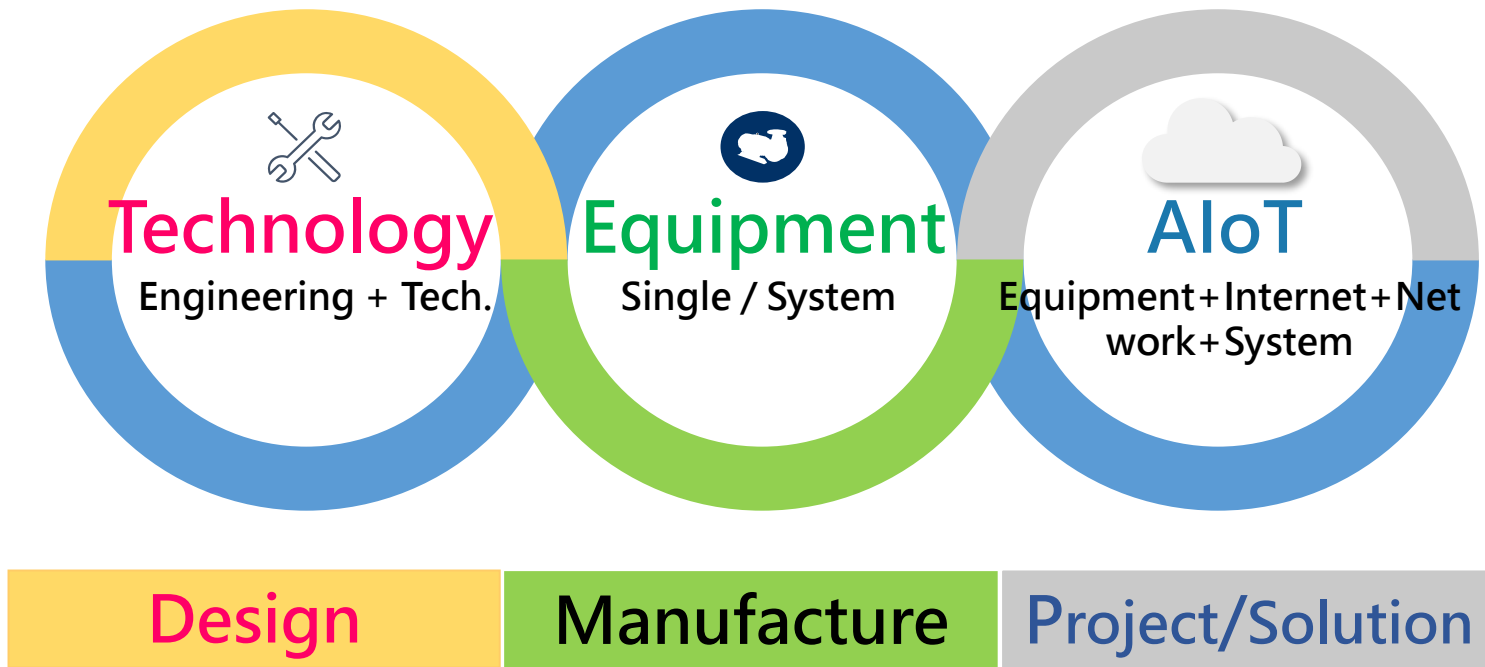 Technology
Engineering + Tech.
Equipment
Single / System
AIoT
Equipment+Internet+Net
work+System
Design
Manufacture
Project/Solution